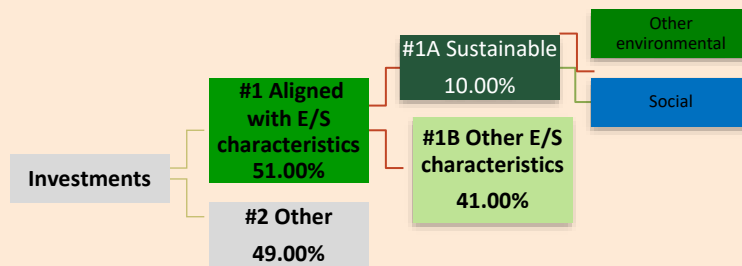 Investments
#1 Aligned
with E/S
characteristics
51.00%
#2 Other
49.00%
#1A Sustainable
10.00%
#1B Other E/S
characteristics
41.00%
Other
environmental
Social